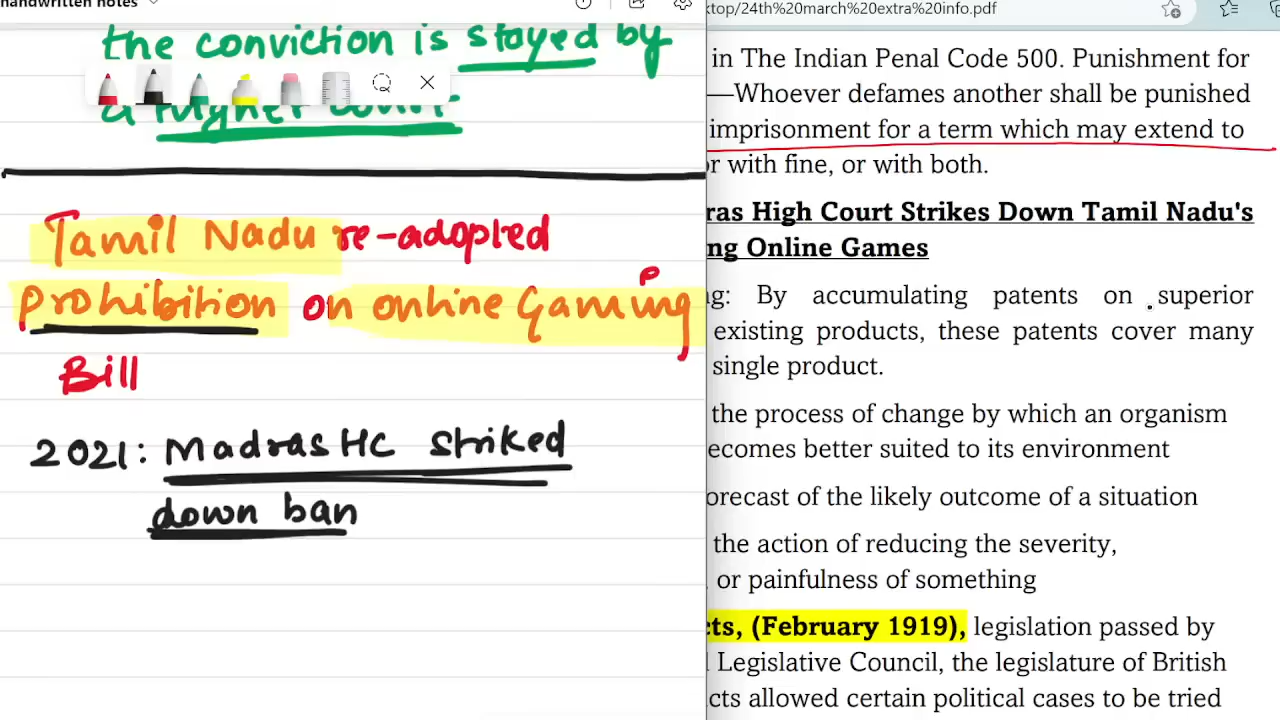 handwritten notes
the conviction is stayed by
a Higher court
Tamil Nadu re-adopted
prohibition on online Gaming
Bill
2021: Madras HC striked
down ban
ktop/24th%20march%20extra%20info.pdf
in The Indian Penal Code 500. Punishment for
—Whoever defames another shall be punished
imprisonment for a term which may extend to
or with fine, or with both.
ras High Court Strikes Down Tamil Nadu's
ng Online Games
ng: By accumulating patents on superior
existing products, these patents cover many
single product.
the process of change by which an organism
ecomes better suited to its environment
orecast of the likely outcome of a situation
the action of reducing the severity,
, or painfulness of something
cts, (February 1919), legislation passed by
l Legislative Council, the legislature of British
cts allowed certain political cases to be tried